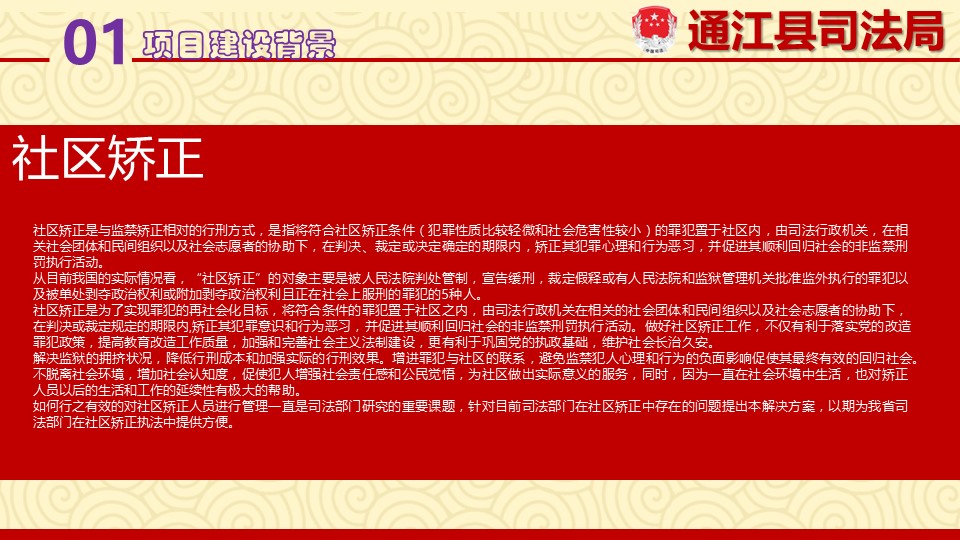 01 项目建设背景
通江县司法局
社区矫正
社区矫正是与监禁矫正相对的行刑方式，是指将符合社区矫正条件（犯罪性质比较轻微和社会危害性较小）的罪犯置于社区内，由司法行政机关，在相
关社会团体和民间组织以及社会志愿者的协助下，在判决、裁定或决定确定的期限内，矫正其犯罪心理和行为恶习，并促进其顺利回归社会的非监禁刑
罚执行活动。
从目前我国的实际情况看，“社区矫正”的对象主要是被人民法院判处管制，宣告缓刑，裁定假释或有人民法院和监狱管理机关批准监外执行的罪犯以
及被单处剥夺政治权利或附加剥夺政治权利且正在社会上服刑的罪犯的5种人。
社区矫正是为了实现罪犯的再社会化目标，将符合条件的罪犯置于社区之内，由司法行政机关在相关的社会团体和民间组织以及社会志愿者的协助下，
在判决或裁定规定的期限内,矫正其犯罪意识和行为恶习，并促进其顺利回归社会的非监禁刑罚执行活动。做好社区矫正工作，不仅有利于落实党的改造
罪犯政策，提高教育改造工作质量，加强和完善社会主义法制建设，更有利于巩固党的执政基础，维护社会长治久安。
解决监狱的拥挤状况，降低行刑成本和加强实际的行刑效果。增进罪犯与社区的联系，避免监禁犯人心理和行为的负面影响促使其最终有效的回归社会。
不脱离社会环境，增加社会认知度，促使犯人增强社会责任感和公民觉悟，为社区做出实际意义的服务，同时，因为一直在社会环境中生活，也对矫正
人员以后的生活和工作的延续性有极大的帮助。
如何行之有效的对社区矫正人员进行管理一直是司法部门研究的重要课题，针对目前司法部门在社区矫正中存在的问题提出本解决方案，以期为我省司
法部门在社区矫正执法中提供方便。